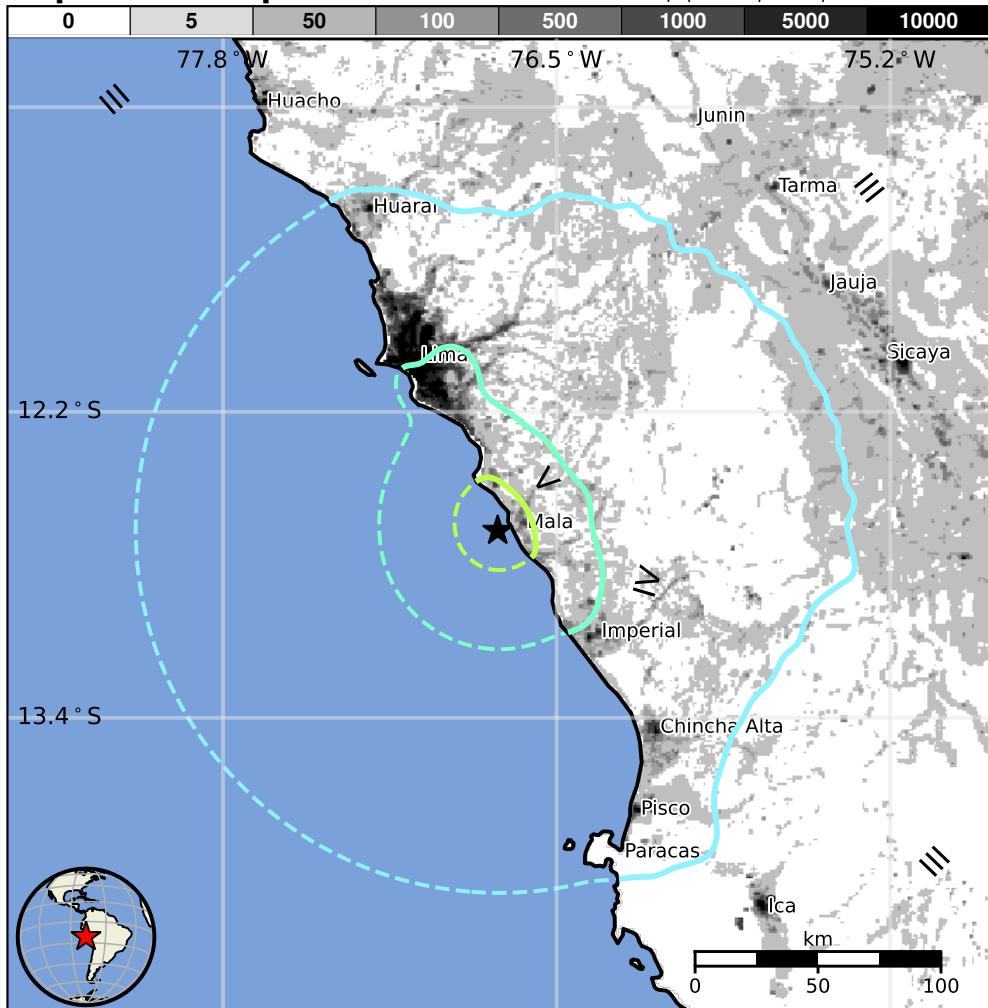 0 5 50 100 500 1000 5000 10000
77.8°W 76.5°W 75.2°W
Huacho
Junin
III
Tarma
III
Huaral
Jauja
Lima
Sicaya
12.2°S
V
Mala
IV
Imperial
13.4°S
Chincha Alta
Pisco
Paracas
III
Ica
km
0 50 100